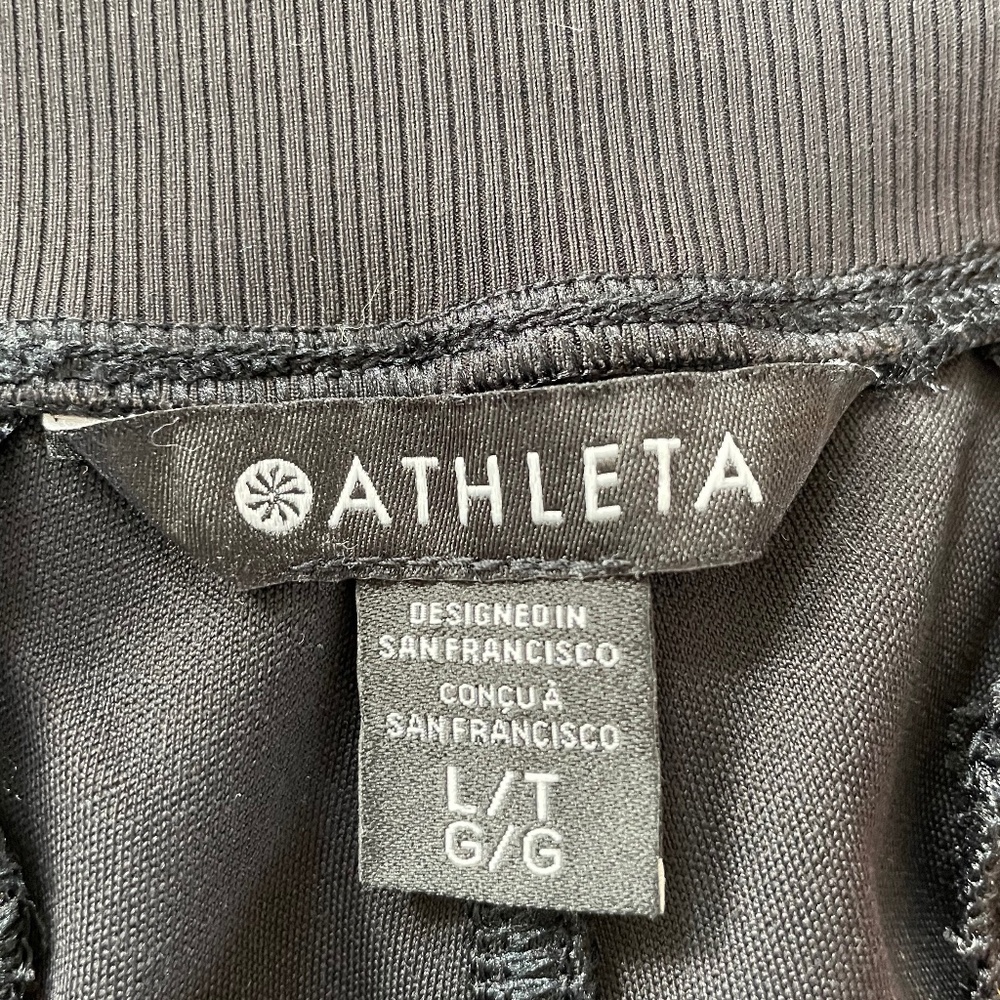 ATHLETA
DESIGNED IN
SAN FRANCISCO
CONÇU À
SAN FRANCISCO
L/T
G/G